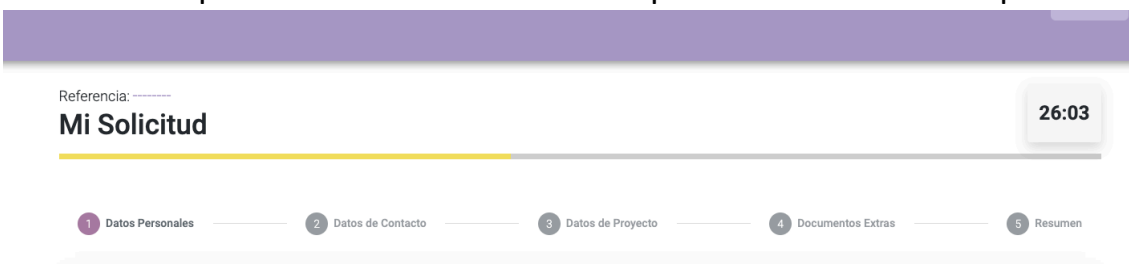 Referencia: --------
Mi Solicitud
26:03
1 Datos Personales 2 Datos de Contacto 3 Datos de Proyecto 4 Documentos Extras 5 Resumen